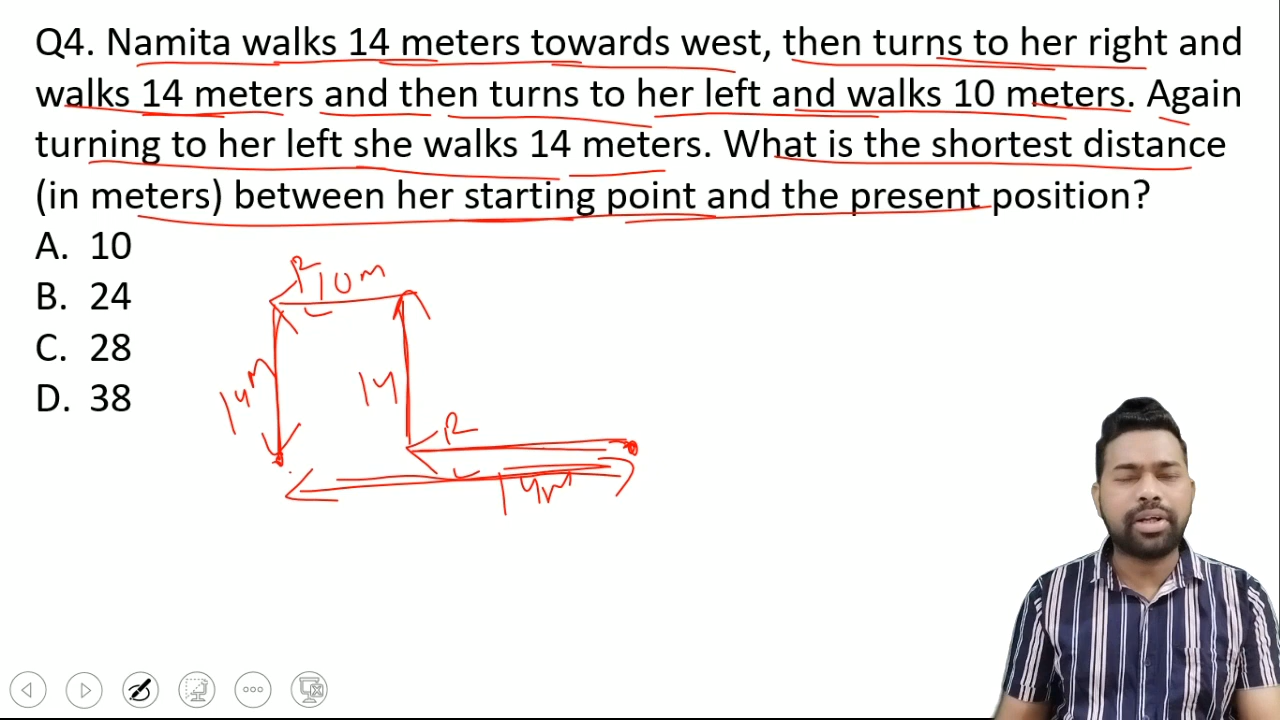 Q4. Namita walks 14 meters towards west, then turns to her right and
walks 14 meters and then turns to her left and walks 10 meters. Again
turning to her left she walks 14 meters. What is the shortest distance
(in meters) between her starting point and the present position?
A. 10
B. 24
C. 28
D. 38
R
10m
14m
14
R
L
14m